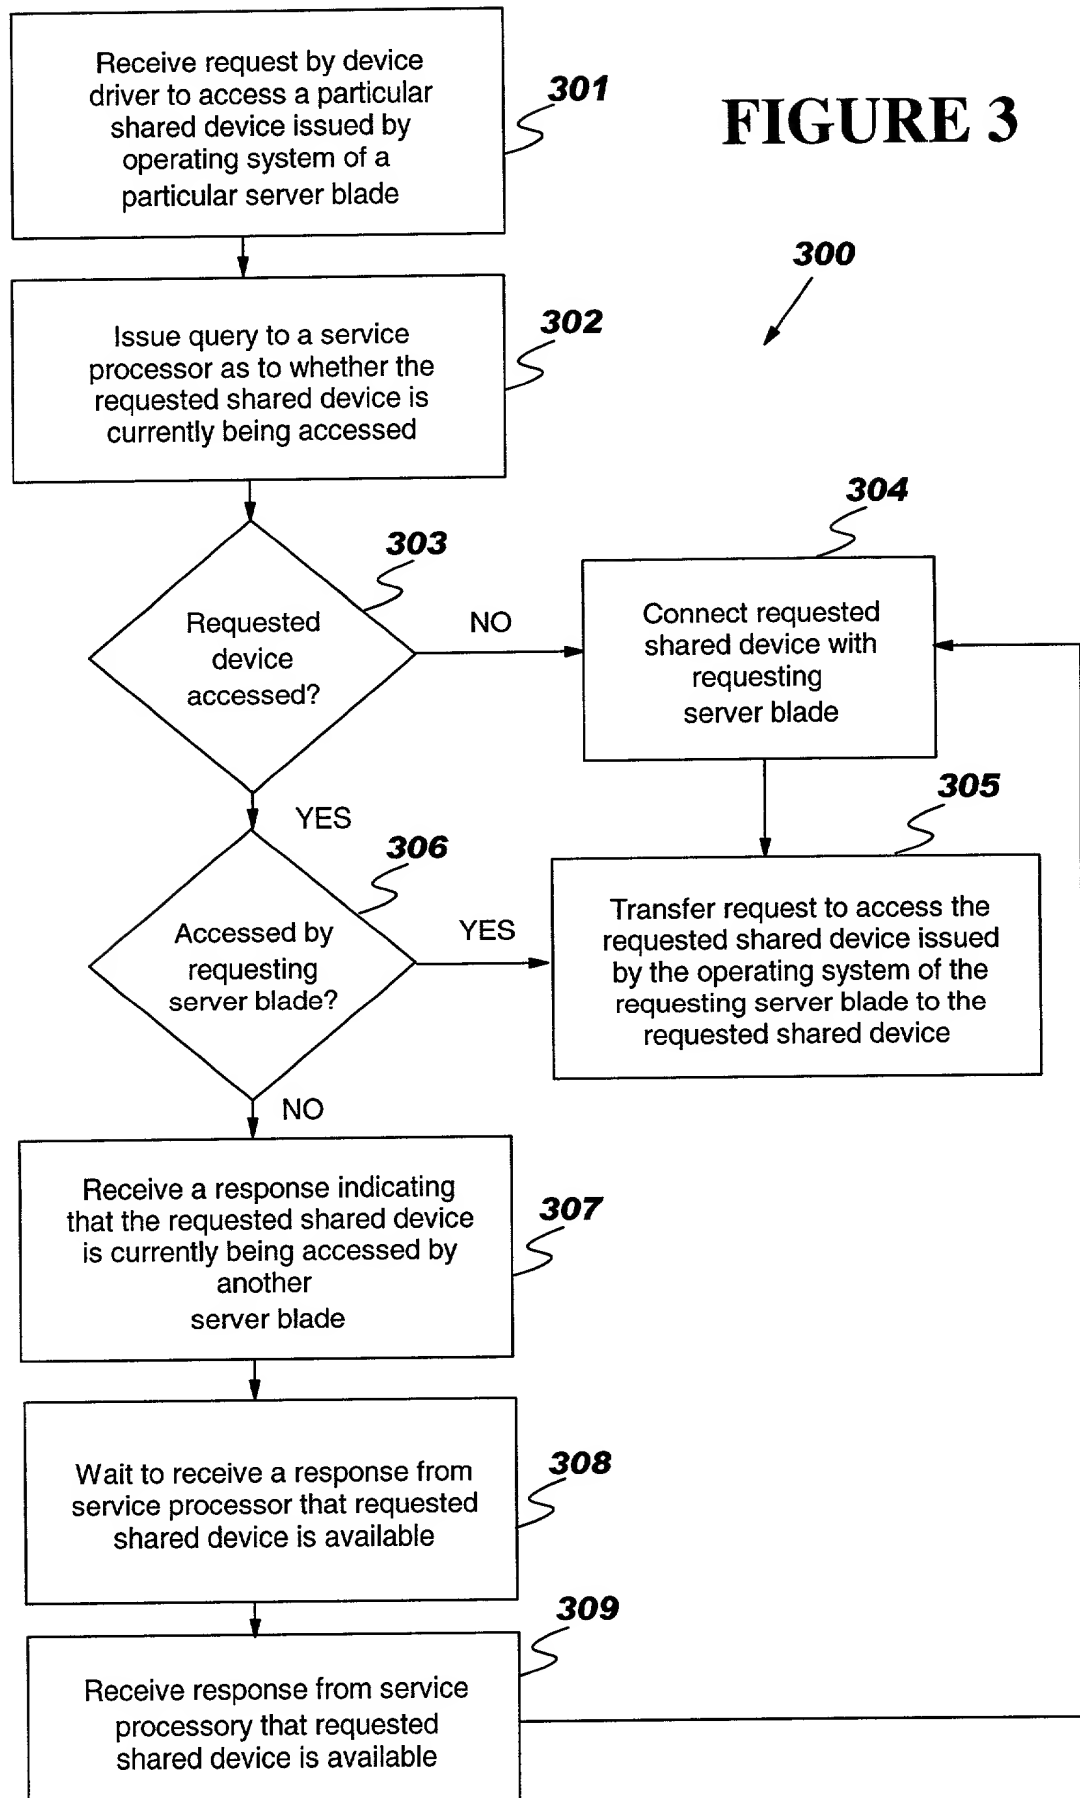 Receive request by device
driver to access a particular
shared device issued by
operating system of a
particular server blade
301
FIGURE 3
300
Issue query to a service
processor as to whether the
requested shared device is
currently being accessed
302
Requested
device
accessed?
303
NO
304
Connect requested
shared device with
requesting
server blade
YES
305
Accessed by
requesting
server blade?
306
YES
Transfer request to access the
requested shared device issued
by the operating system of the
requesting server blade to the
requested shared device
NO
Receive a response indicating
that the requested shared device
is currently being accessed by
another
server blade
307
Wait to receive a response from
service processor that requested
shared device is available
308
309
Receive response from service
processory that requested
shared device is available